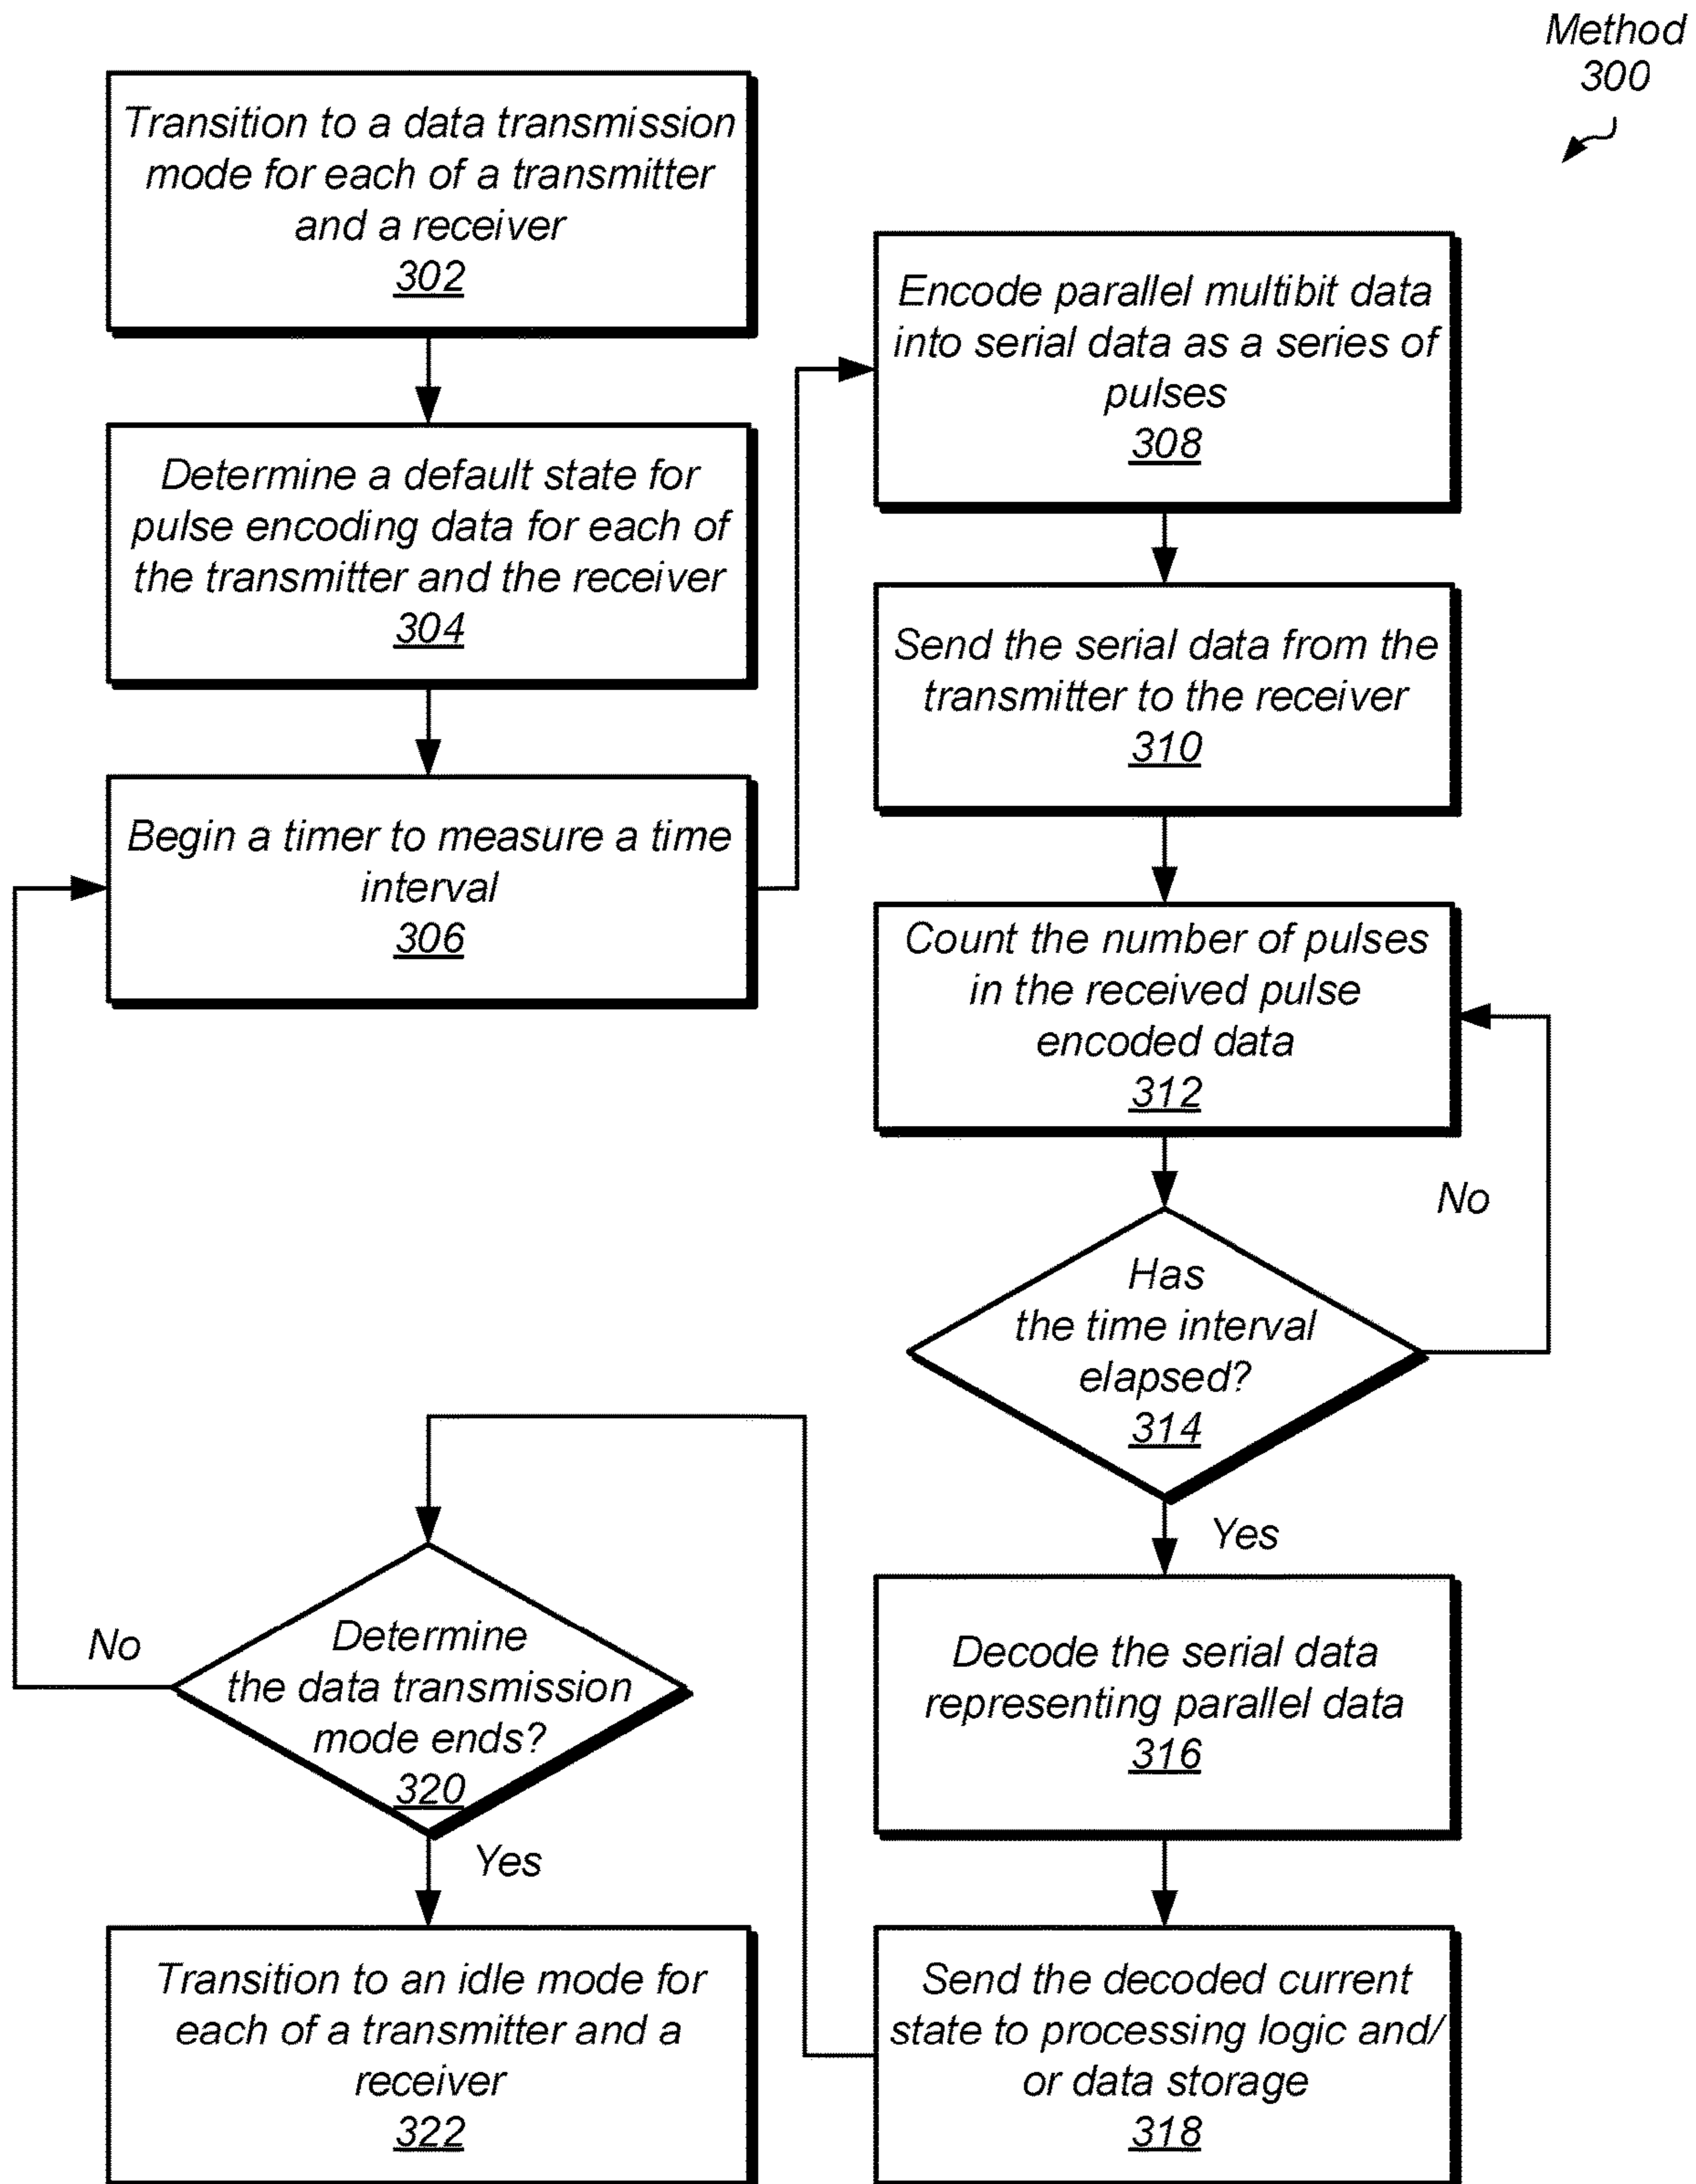 Method
300
Transition to a data transmission
mode for each of a transmitter
and a receiver
302
Determine a default state for
pulse encoding data for each of
the transmitter and the receiver
304
Begin a timer to measure a time
interval
306
Encode parallel multibit data
into serial data as a series of
pulses
308
Send the serial data from the
transmitter to the receiver
310
Count the number of pulses
in the received pulse
encoded data
312
No
Has
the time interval
elapsed?
314
Yes
Decode the serial data
representing parallel data
316
Send the decoded current
state to processing logic and/
or data storage
318
No
Determine
the data transmission
mode ends?
320
Yes
Transition to an idle mode for
each of a transmitter and a
receiver
322